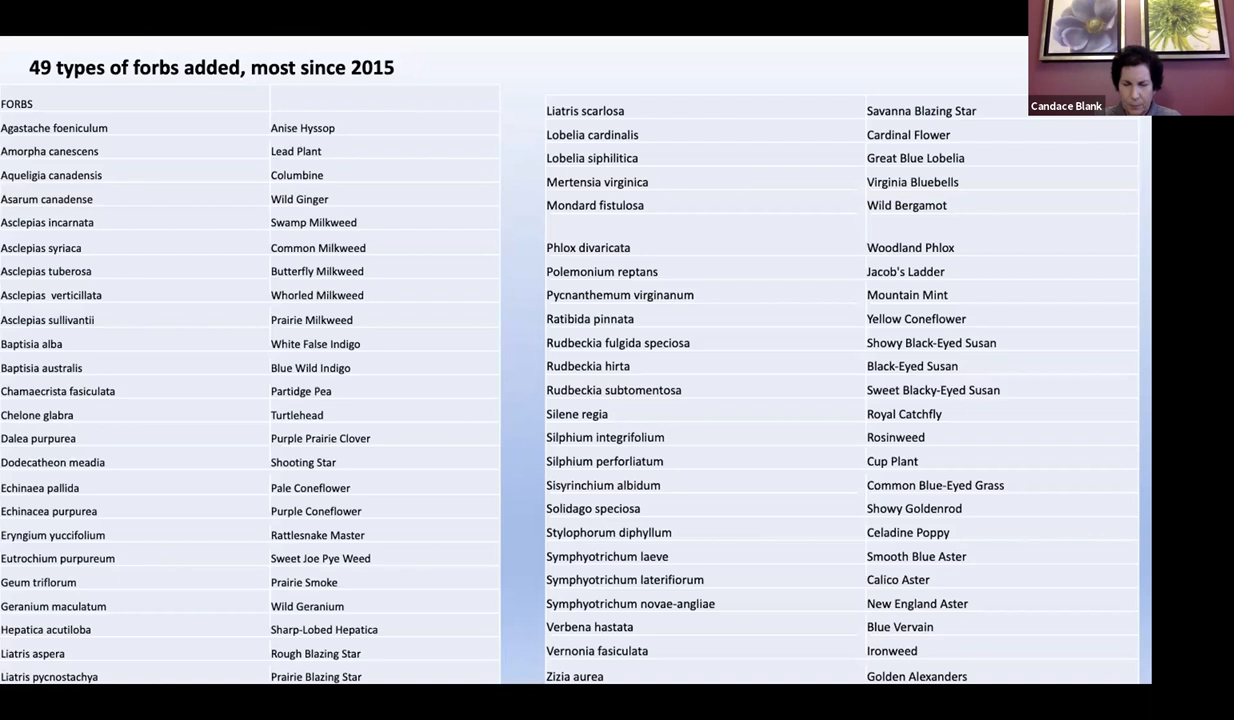 49 types of forbs added, most since 2015
FORBS
Agastache foeniculum Anise Hyssop
Amorpha canescens Lead Plant
Aqueligia canadensis Columbine
Asarum canadense Wild Ginger
Asclepias incarnata Swamp Milkweed
Asclepias syriaca Common Milkweed
Asclepias tuberosa Butterfly Milkweed
Asclepias verticillata Whorled Milkweed
Asclepias sullivantii Prairie Milkweed
Baptisia alba White False Indigo
Baptisia australis Blue Wild Indigo
Chamaecrista fasiculata Partidge Pea
Chelone glabra Turtlehead
Dalea purpurea Purple Prairie Clover
Dodecatheon meadia Shooting Star
Echinaea pallida Pale Coneflower
Echinacea purpurea Purple Coneflower
Eryngium yuccifolium Rattlesnake Master
Eutrochium purpureum Sweet Joe Pye Weed
Geum triflorum Prairie Smoke
Geranium maculatum Wild Geranium
Hepatica acutiloba Sharp-Lobed Hepatica
Liatris aspera Rough Blazing Star
Liatris pycnostachya Prairie Blazing Star
Liatris scarlosa Savanna Blazing Star
Lobelia cardinalis Cardinal Flower
Lobelia siphilitica Great Blue Lobelia
Mertensia virginica Virginia Bluebells
Mondard fistulosa Wild Bergamot
Phlox divaricata Woodland Phlox
Polemonium reptans Jacob's Ladder
Pycnanthemum virginanum Mountain Mint
Ratibida pinnata Yellow Coneflower
Rudbeckia fulgida speciosa Showy Black-Eyed Susan
Rudbeckia hirta Black-Eyed Susan
Rudbeckia subtomentosa Sweet Blacky-Eyed Susan
Silene regia Royal Catchfly
Silphium integrifolium Rosinweed
Silphium perforliatum Cup Plant
Sisyrinchium albidum Common Blue-Eyed Grass
Solidago speciosa Showy Goldenrod
Stylophorum diphyllum Celadine Poppy
Symphyotrichum laeve Smooth Blue Aster
Symphyotrichum laterifiorum Calico Aster
Symphyotrichum novae-angliae New England Aster
Verbena hastata Blue Vervain
Vernonia fasiculata Ironweed
Zizia aurea Golden Alexanders
Candace Blank